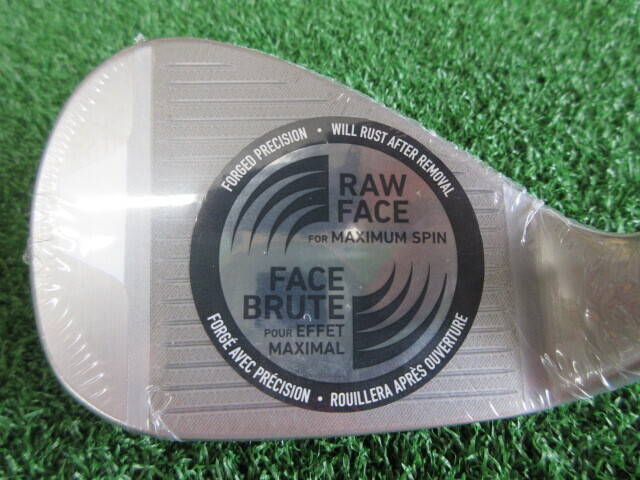 FORGED PRECISION • WILL RUST AFTER REMOVAL
RAW
FACE
FOR MAXIMUM SPIN
FACE
BRUTE
POUR EFFET
MAXIMAL
FORGÉ AVEC PRÉCISION • ROUILLERA APRÈS OUVERTURE